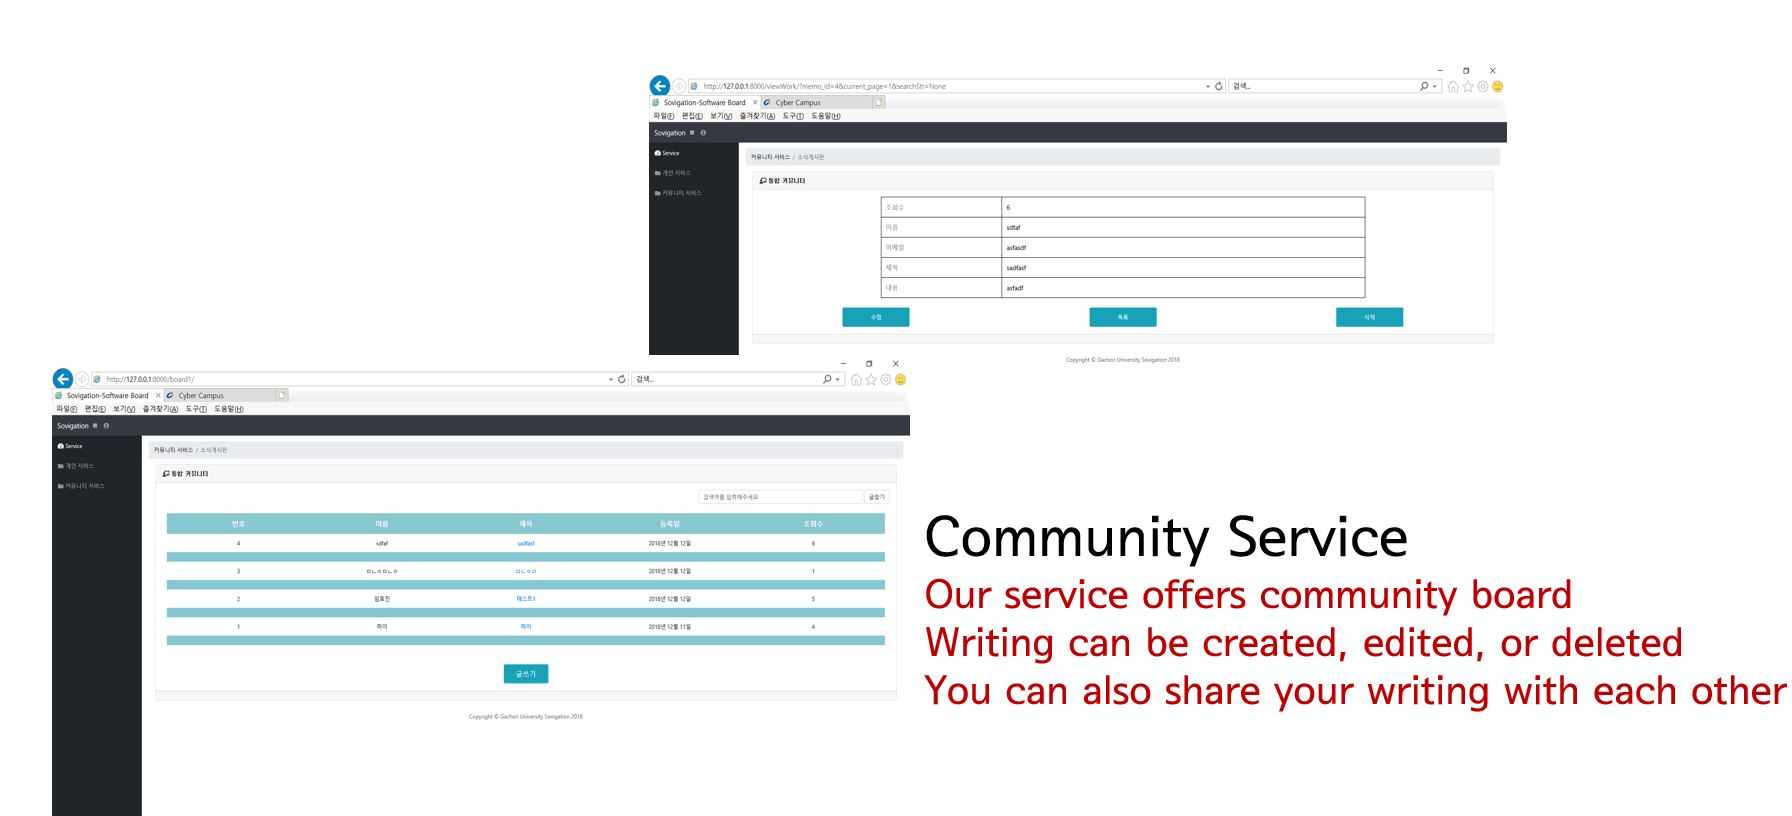 http://127.0.0.1:8000/viewWork/?memo_id=4&current_page=1&searchStr=None
검색...
Sovigation-Software Board
Cyber Campus
파일(F) 편집(E) 보기(V) 즐겨찾기(A) 도구(T) 도움말(H)
Sovigation
Service
커뮤니티 서비스 / 소식게시판
개인 서비스
통합 커뮤니티
커뮤니티 서비스
조회수 6
이름 sdfaf
이메일 asfasdf
제목 sadfasf
내용 asfadf
수정 목록 삭제
Copyright © Gachon University Sovigation 2018
http://127.0.0.1:8000/board1/
검색...
Sovigation-Software Board
Cyber Campus
파일(F) 편집(E) 보기(V) 즐겨찾기(A) 도구(T) 도움말(H)
Sovigation
Service
커뮤니티 서비스 / 소식게시판
개인 서비스
통합 커뮤니티
커뮤니티 서비스
검색어를 입력해주세요 글찾기
번호 이름 제목 등록일 조회수
4 sdfaf sadfasf 2018년 12월 12일 6
3 ㅁㄴㅇㅁㄴㅇ ㅁㄴㅇㅁ 2018년 12월 12일 1
2 임표진 테스트1 2018년 12월 12일 5
1 하이 하이 2018년 12월 11일 4
글쓰기
Copyright © Gachon University Sovigation 2018
Community Service
Our service offers community board
Writing can be created, edited, or deleted
You can also share your writing with each other